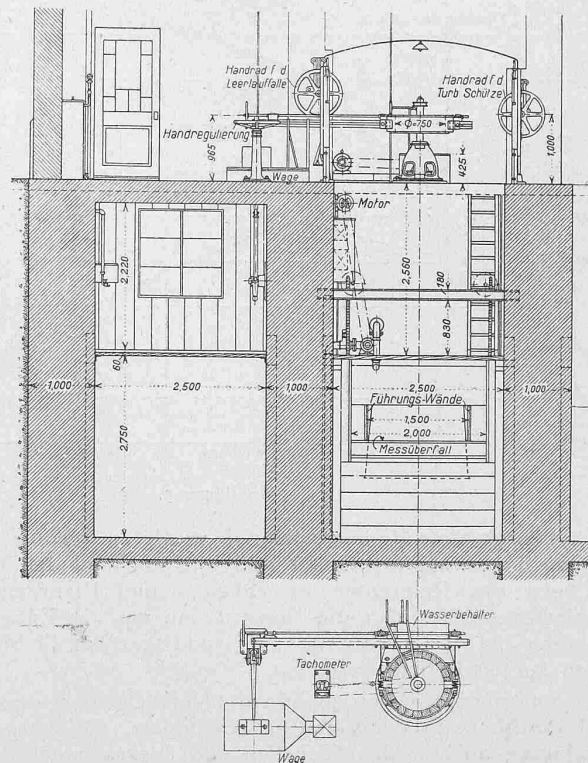 Handrad f d
Leerlauffalle
Handrad f. d
Turb Schütze
Handregulierung
Φ=750
965
1,000
425
Wage
Motor
2,220
2,560
180
830
60
1,000
2,500
1,000
2,500
1,000
Führungs-Wände
1,500
2,000
Messüberfall
2,750
Wasserbehälter
Tachometer
Wage